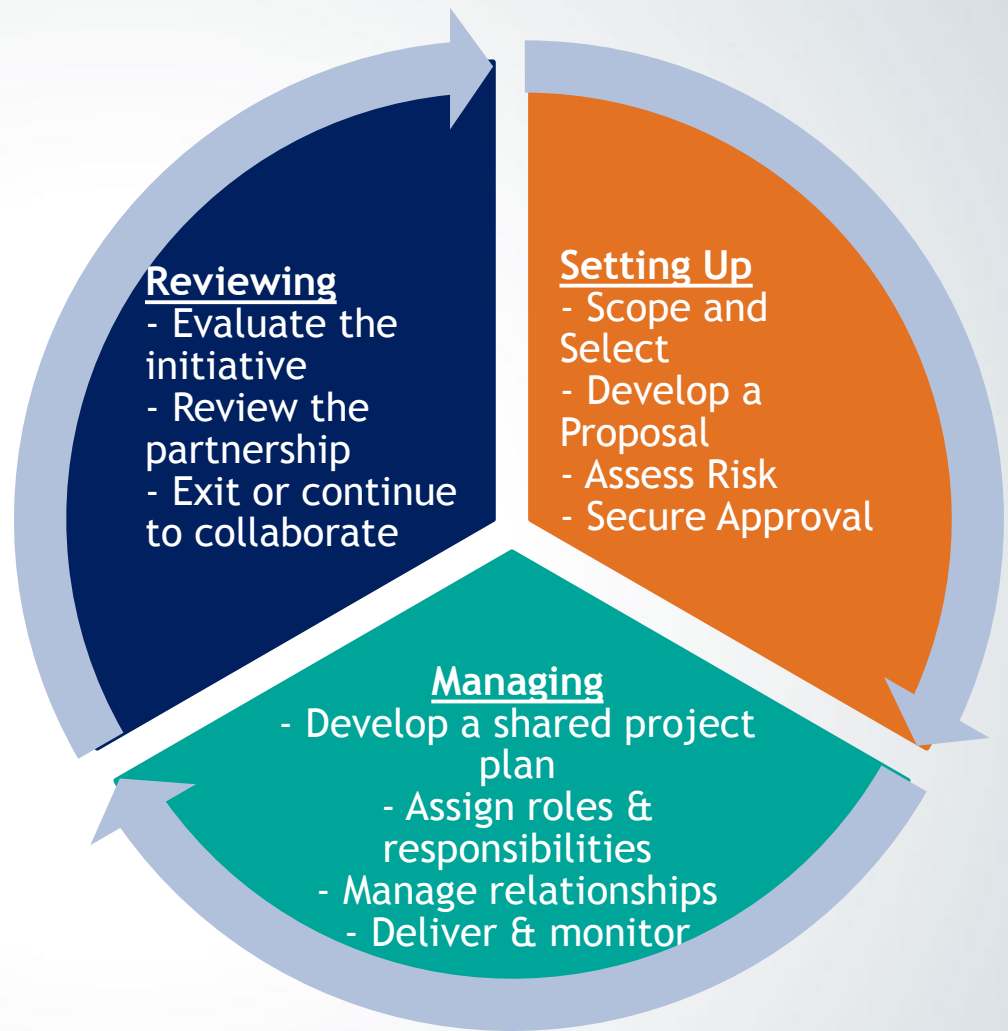 Setting Up
- Scope and
Select
- Develop a
Proposal
- Assess Risk
- Secure Approval
Managing
- Develop a shared project
plan
- Assign roles &
responsibilities
- Manage relationships
- Deliver & monitor
Reviewing
- Evaluate the
initiative
- Review the
partnership
- Exit or continue
to collaborate